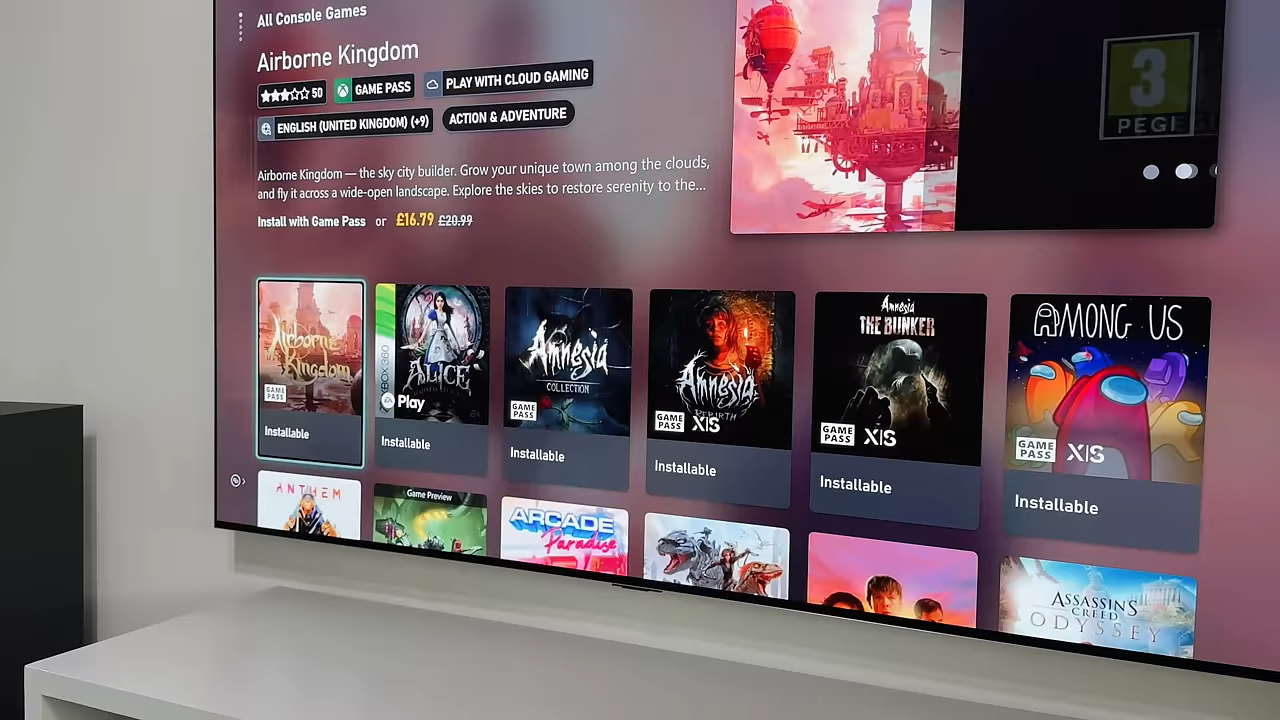 All Console Games
Airborne Kingdom
50
GAME PASS
PLAY WITH CLOUD GAMING
ENGLISH (UNITED KINGDOM) (+9)
ACTION & ADVENTURE
Airborne Kingdom — the sky city builder. Grow your unique town among the clouds,
and fly it across a wide-open landscape. Explore the skies to restore serenity to the...
Install with Game Pass or £16.79 £20.99
3
PEGI
Airborne
Kingdom
GAME
PASS
Installable
XBOX 360
ALICE
EA Play
Installable
Amnesia
COLLECTION
GAME
PASS
Installable
Amnesia
REBIRTH
GAME
PASS
X|S
Installable
Amnesia
THE BUNKER
GAME
PASS
X|S
Installable
AMONG US
GAME
PASS
X|S
Installable
ANTHEM
Game Preview
ARCADE
Paradise
ASSASSIN'S
CREED
ODYSSEY